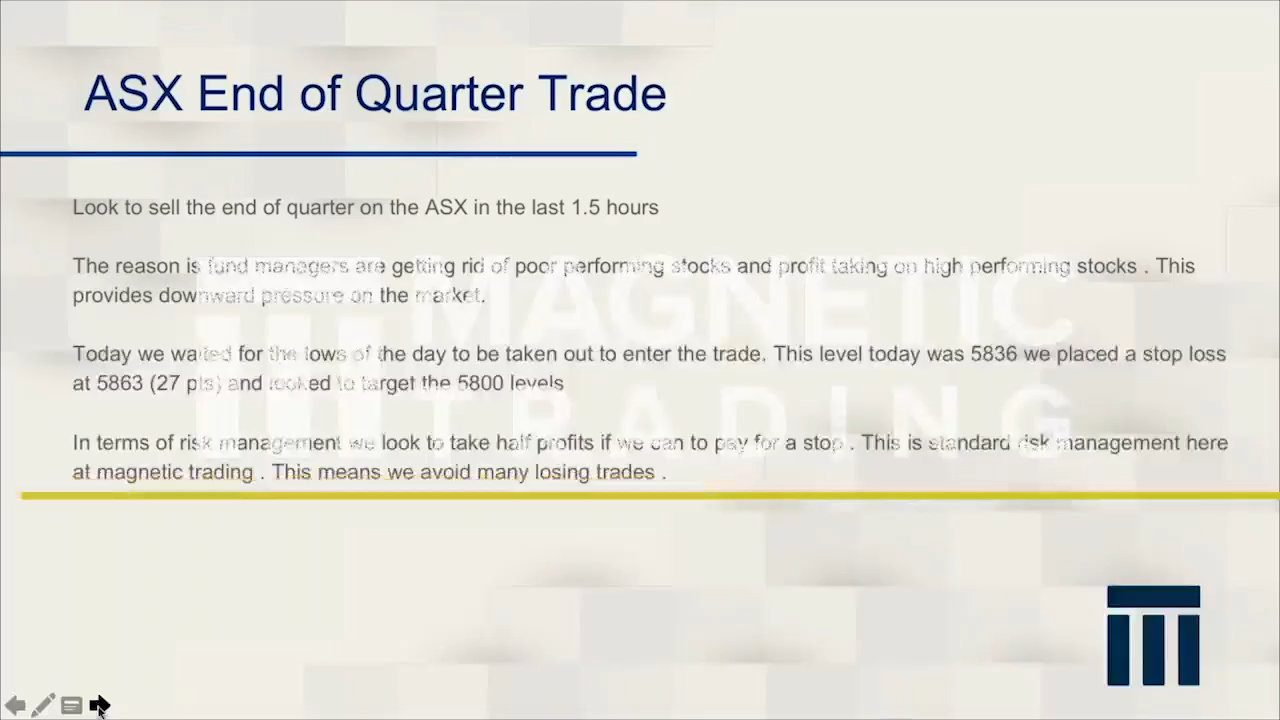 ASX End of Quarter Trade
Look to sell the end of quarter on the ASX in the last 1.5 hours
The reason is fund managers are getting rid of poor performing stocks and profit taking on high performing stocks . This
provides downward pressure on the market.
Today we waited for the lows of the day to be taken out to enter the trade. This level today was 5836 we placed a stop loss
at 5863 (27 pts) and looked to target the 5800 levels
In terms of risk management we look to take half profits if we can to pay for a stop . This is standard risk management here
at magnetic trading . This means we avoid many losing trades .
MAGNETIC
TRADING